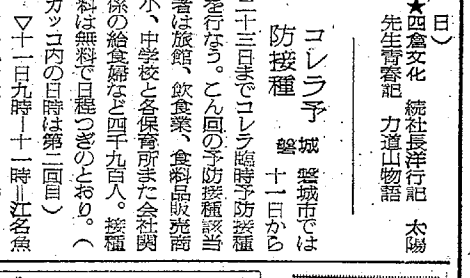 日)
★四倉文化 続社長洋行記 太陽
先生青春記 力道山物語
コレラ予
防接種
磐城 磐城市では
十一日から
二十三日までコレラ臨時予防接種
を行なう。こん回の予防接種該当
者は旅館、飲食業、食料品販売商
小、中学校と各保育所また会社関
係の給食婦など四千九百人。接種
料は無料で日程つぎのとおり。(
カッコ内の日時は第二回目)
▽十一日九時―十一時＝江名魚